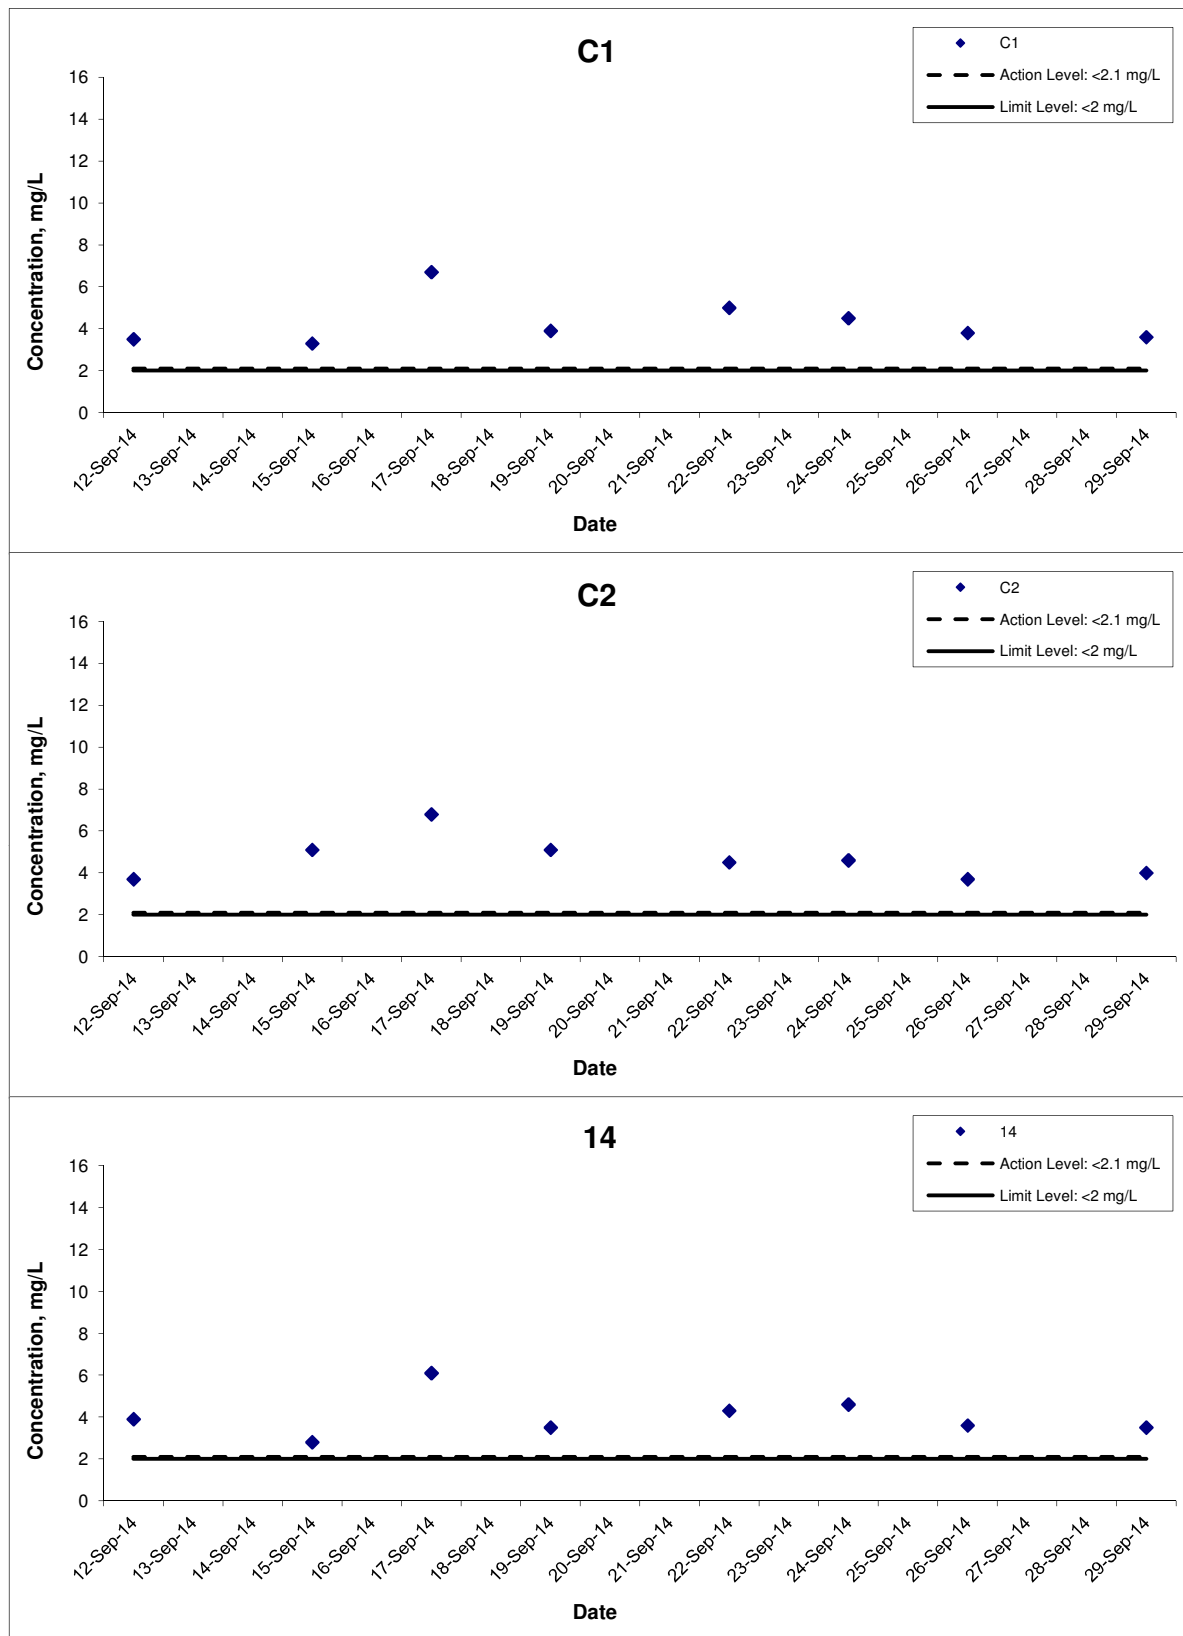 C1
C1
Action Level: <2.1 mg/L
Limit Level: <2 mg/L
Concentration, mg/L
16
14
12
10
8
6
4
2
0
12-Sep-14
13-Sep-14
14-Sep-14
15-Sep-14
16-Sep-14
17-Sep-14
18-Sep-14
19-Sep-14
20-Sep-14
21-Sep-14
22-Sep-14
23-Sep-14
24-Sep-14
25-Sep-14
26-Sep-14
27-Sep-14
28-Sep-14
29-Sep-14
Date
C2
C2
Action Level: <2.1 mg/L
Limit Level: <2 mg/L
Concentration, mg/L
16
14
12
10
8
6
4
2
0
12-Sep-14
13-Sep-14
14-Sep-14
15-Sep-14
16-Sep-14
17-Sep-14
18-Sep-14
19-Sep-14
20-Sep-14
21-Sep-14
22-Sep-14
23-Sep-14
24-Sep-14
25-Sep-14
26-Sep-14
27-Sep-14
28-Sep-14
29-Sep-14
Date
14
14
Action Level: <2.1 mg/L
Limit Level: <2 mg/L
Concentration, mg/L
16
14
12
10
8
6
4
2
0
12-Sep-14
13-Sep-14
14-Sep-14
15-Sep-14
16-Sep-14
17-Sep-14
18-Sep-14
19-Sep-14
20-Sep-14
21-Sep-14
22-Sep-14
23-Sep-14
24-Sep-14
25-Sep-14
26-Sep-14
27-Sep-14
28-Sep-14
29-Sep-14
Date